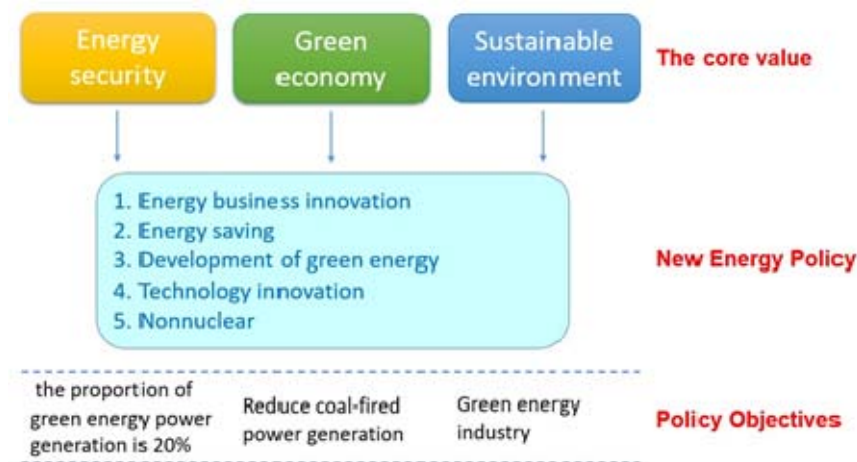 Energy
security
Green
economy
Sustainable
environment
The core value
1. Energy business innovation
2. Energy saving
3. Development of green energy
4. Technology innovation
5. Nonnuclear
New Energy Policy
the proportion of
green energy power
generation is 20%
Reduce coal-fired
power generation
Green energy
industry
Policy Objectives